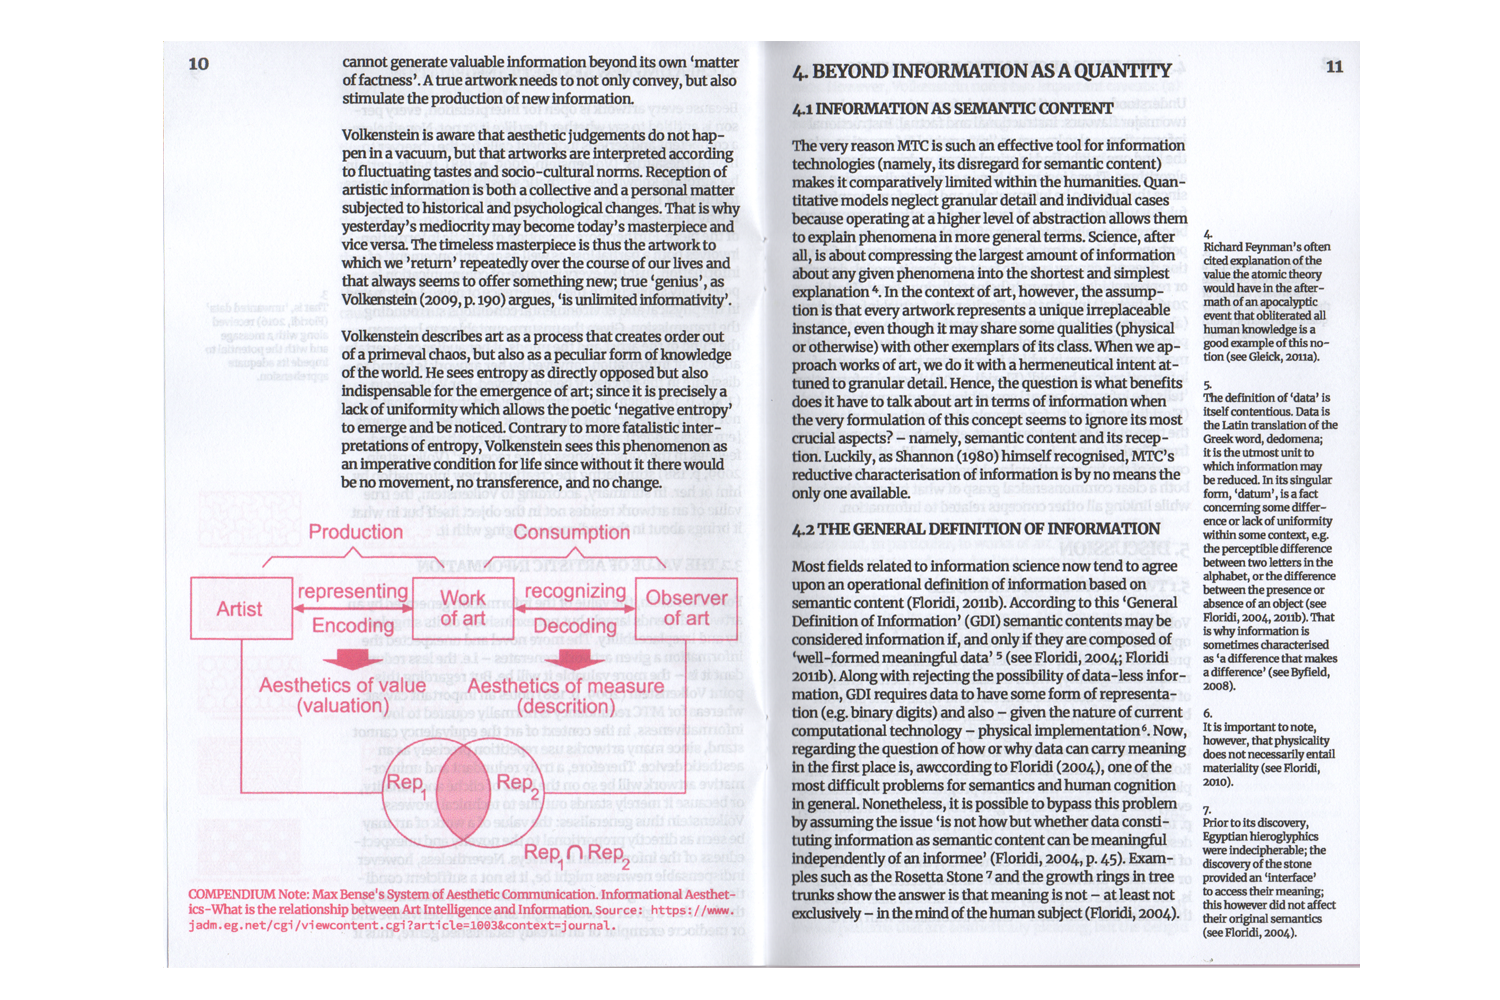 10
cannot generate valuable information beyond its own ‘matter
of factness’. A true artwork needs to not only convey, but also
stimulate the production of new information.
Volkenstein is aware that aesthetic judgements do not hap–
pen in a vacuum, but that artworks are interpreted according
to fluctuating tastes and socio-cultural norms. Reception of
artistic information is both a collective and a personal matter
subjected to historical and psychological changes. That is why
yesterday’s mediocrity may become today’s masterpiece and
vice versa. The timeless masterpiece is thus the artwork to
which we ’return’ repeatedly over the course of our lives and
that always seems to offer something new; true ‘genius’, as
Volkenstein (2009, p. 190) argues, ‘is unlimited informativity’.
Volkenstein describes art as a process that creates order out
of a primeval chaos, but also as a peculiar form of knowledge
of the world. He sees entropy as directly opposed but also
indispensable for the emergence of art; since it is precisely a
lack of uniformity which allows the poetic ‘negative entropy’
to emerge and be noticed. Contrary to more fatalistic inter–
pretations of entropy, Volkenstein sees this phenomenon as
an imperative condition for life since without it there would
be no movement, no transference, and no change.
Production
Consumption
Artist
representing
Encoding
Work
of art
recognizing
Decoding
Observer
of art
Aesthetics of value
(valuation)
Aesthetics of measure
(descrition)
Rep1
Rep2
Rep1 ∩ Rep2
COMPENDIUM Note: Max Bense's System of Aesthetic Communication. Informational Aesthet-
ics-What is the relationship between Art Intelligence and Information. Source: https://www.
jadm.eg.net/cgi/viewcontent.cgi?article=1003&context=journal.
11
4. BEYOND INFORMATION AS A QUANTITY
4.1 INFORMATION AS SEMANTIC CONTENT
The very reason MTC is such an effective tool for information
technologies (namely, its disregard for semantic content)
makes it comparatively limited within the humanities. Quan–
titative models neglect granular detail and individual cases
because operating at a higher level of abstraction allows them
to explain phenomena in more general terms. Science, after
all, is about compressing the largest amount of information
about any given phenomena into the shortest and simplest
explanation 4. In the context of art, however, the assump–
tion is that every artwork represents a unique irreplaceable
instance, even though it may share some qualities (physical
or otherwise) with other exemplars of its class. When we ap–
proach works of art, we do it with a hermeneutical intent at–
tuned to granular detail. Hence, the question is what benefits
does it have to talk about art in terms of information when
the very formulation of this concept seems to ignore its most
crucial aspects? – namely, semantic content and its recep–
tion. Luckily, as Shannon (1980) himself recognised, MTC’s
reductive characterisation of information is by no means the
only one available.
4.2 THE GENERAL DEFINITION OF INFORMATION
Most fields related to information science now tend to agree
upon an operational definition of information based on
semantic content (Floridi, 2011b). According to this ‘General
Definition of Information’ (GDI) semantic contents may be
considered information if, and only if they are composed of
‘well-formed meaningful data’ 5 (see Floridi, 2004; Floridi
2011b). Along with rejecting the possibility of data-less infor–
mation, GDI requires data to have some form of representa–
tion (e.g. binary digits) and also – given the nature of current
computational technology – physical implementation6. Now,
regarding the question of how or why data can carry meaning
in the first place is, awccording to Floridi (2004), one of the
most difficult problems for semantics and human cognition
in general. Nonetheless, it is possible to bypass this problem
by assuming the issue ‘is not how but whether data consti–
tuting information as semantic content can be meaningful
independently of an informee’ (Floridi, 2004, p. 45). Exam–
ples such as the Rosetta Stone 7 and the growth rings in tree
trunks show the answer is that meaning is not – at least not
exclusively – in the mind of the human subject (Floridi, 2004).
4.
Richard Feynman’s often
cited explanation of the
value the atomic theory
would have in the after–
math of an apocalyptic
event that obliterated all
human knowledge is a
good example of this no–
tion (see Gleick, 2011a).
5.
The definition of ‘data’ is
itself contentious. Data is
the Latin translation of the
Greek word, dedomena;
it is the utmost unit to
which information may
be reduced. In its singular
form, ‘datum’, is a fact
concerning some differ–
ence or lack of uniformity
within some context, e.g.
the perceptible difference
between two letters in the
alphabet, or the difference
between the presence or
absence of an object (see
Floridi, 2004, 2011b). That
is why information is
sometimes characterised
as ‘a difference that makes
a difference’ (see Byfield,
2008).
6.
It is important to note,
however, that physicality
does not necessarily entail
materiality (see Floridi,
2010).
7.
Prior to its discovery,
Egyptian hieroglyphics
were indecipherable; the
discovery of the stone
provided an ‘interface’
to access their meaning;
this however did not affect
their original semantics
(see Floridi, 2004).